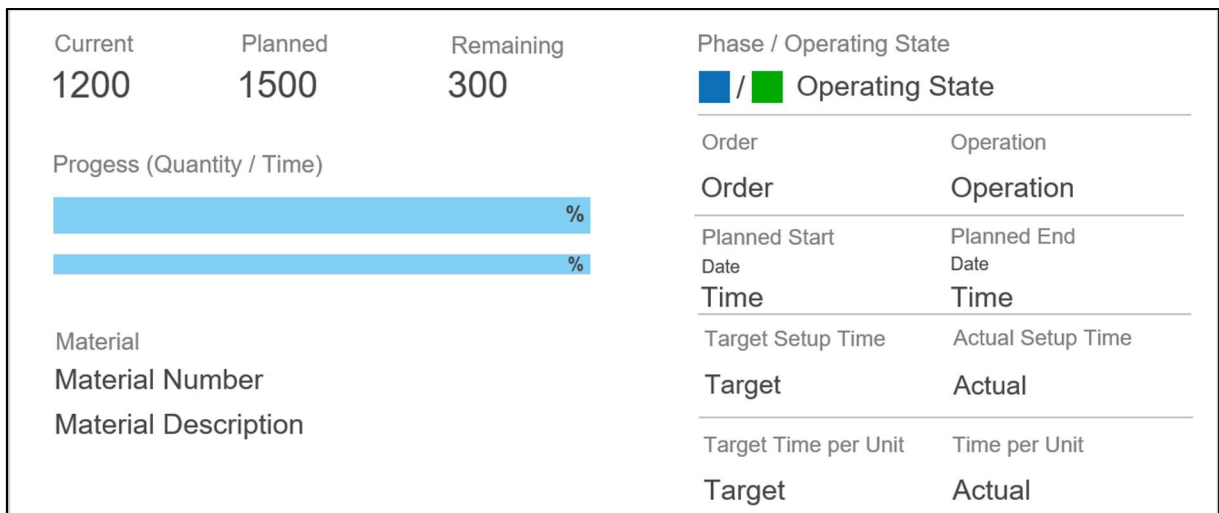 Current Planned Remaining
1200 1500 300
Progess (Quantity / Time)
%
%
Material
Material Number
Material Description
Phase / Operating State
/ Operating State
Order Operation
Order Operation
Planned Start Planned End
Date Date
Time Time
Target Setup Time Actual Setup Time
Target Actual
Target Time per Unit Time per Unit
Target Actual